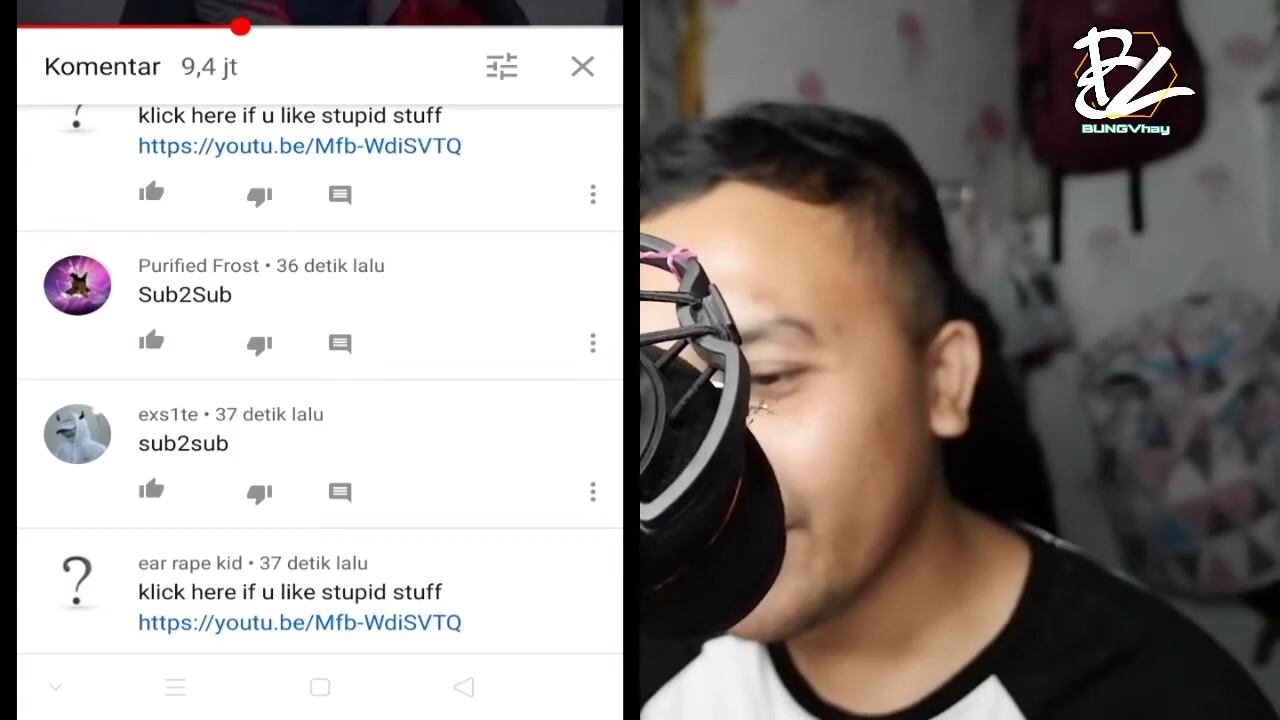 Komentar 9,4 jt
klick here if u like stupid stuff
https://youtu.be/Mfb-WdiSVTQ
Purified Frost • 36 detik lalu
Sub2Sub
exs1te • 37 detik lalu
sub2sub
ear rape kid • 37 detik lalu
klick here if u like stupid stuff
https://youtu.be/Mfb-WdiSVTQ
BV
BUNGVhay